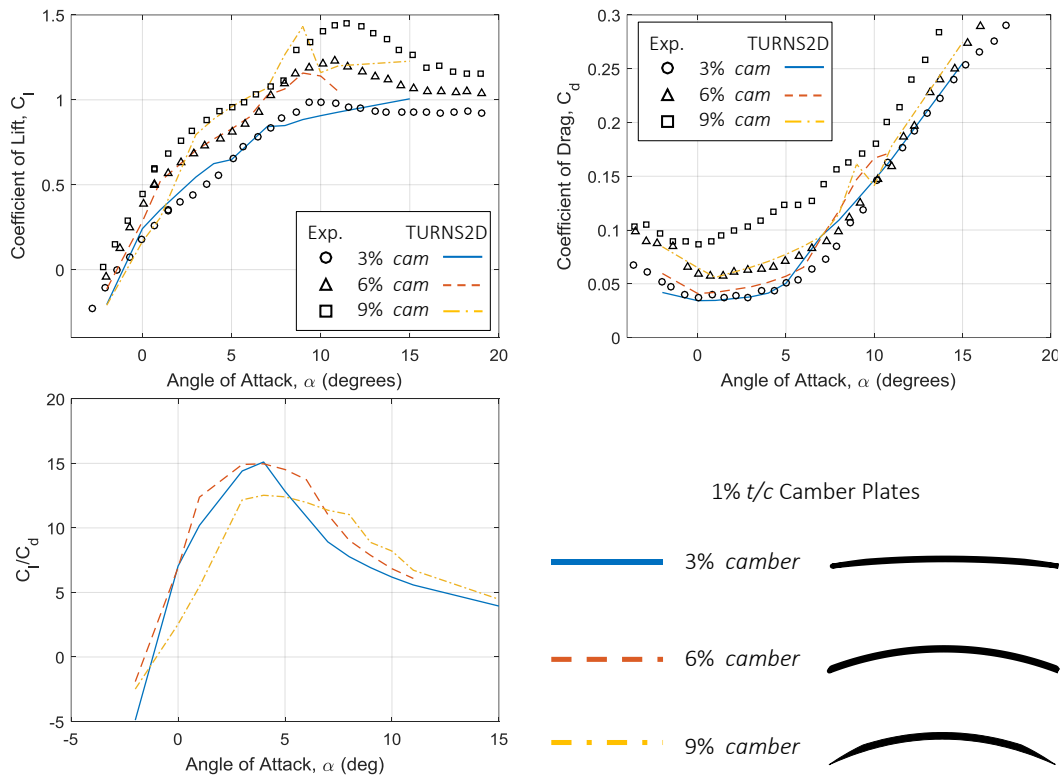 1.5
1
0.5
0
Coefficient of Lift, C_l
Exp. TURNS2D
3% cam
6% cam
9% cam
0 5 10 15 20
Angle of Attack, α (degrees)
0.3
0.25
0.2
0.15
0.1
0.05
0
Coefficient of Drag, C_d
Exp. TURNS2D
3% cam
6% cam
9% cam
0 5 10 15 20
Angle of Attack, α (degrees)
20
15
10
5
0
-5
C_l/C_d
-5 0 5 10 15
Angle of Attack, α (deg)
1% t/c Camber Plates
3% camber
6% camber
9% camber